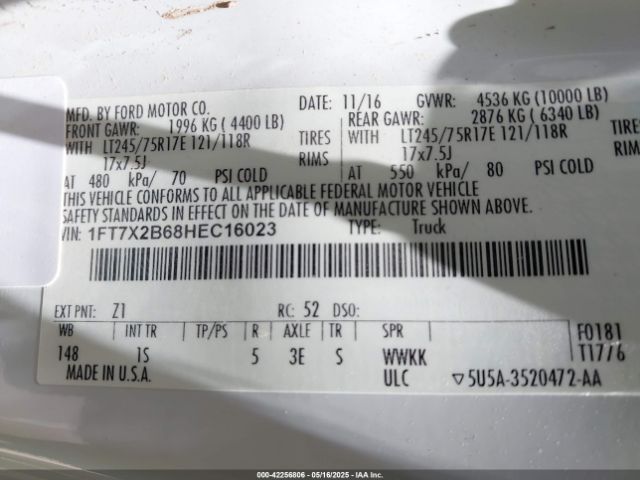 MFD. BY FORD MOTOR CO. DATE: 11/16 GVWR: 4536 KG (10000 LB)
FRONT GAWR: 1996 KG ( 4400 LB) REAR GAWR: 2876 KG ( 6340 LB)
WITH LT245/75R17E 121/118R TIRES WITH LT245/75R17E 121/118R
17x7.5J RIMS 17x7.5J
AT 480 kPa/ 70 PSI COLD AT 550 kPa/ 80 PSI COLD
THIS VEHICLE CONFORMS TO ALL APPLICABLE FEDERAL MOTOR VEHICLE
SAFETY STANDARDS IN EFFECT ON THE DATE OF MANUFACTURE SHOWN ABOVE.
VIN: 1FT7X2B68HEC16023 TYPE: Truck
EXT PNT: Z1 RC: 52 DSO:
WB INT TR TP/PS R AXLE TR SPR F0181
148 1S 5 3E S WWKK T17/6
MADE IN U.S.A. ULC ▽5U5A-3520472-AA
000-42256806 - 05/16/2025 - IAA Inc.